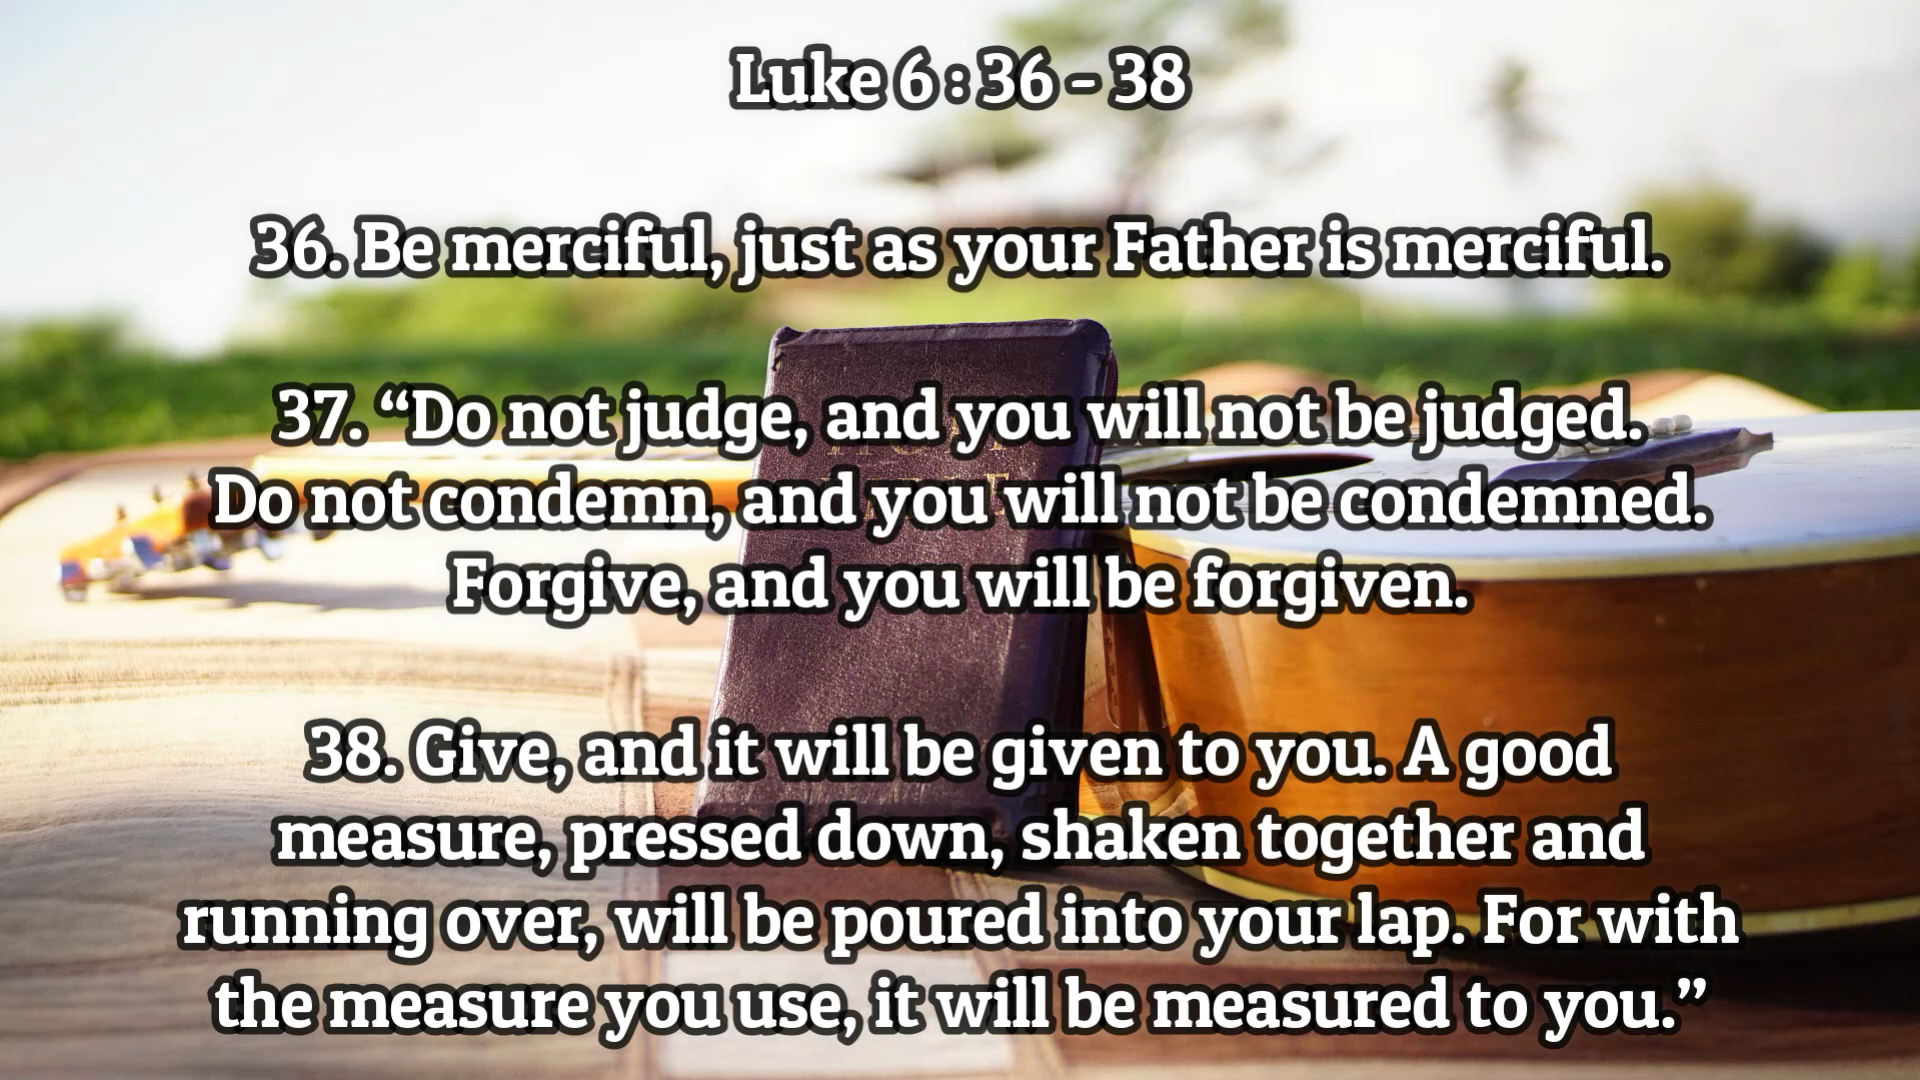 Luke 6 : 36 - 38
36. Be merciful, just as your Father is merciful.
37. “Do not judge, and you will not be judged.
Do not condemn, and you will not be condemned.
Forgive, and you will be forgiven.
38. Give, and it will be given to you. A good
measure, pressed down, shaken together and
running over, will be poured into your lap. For with
the measure you use, it will be measured to you.”